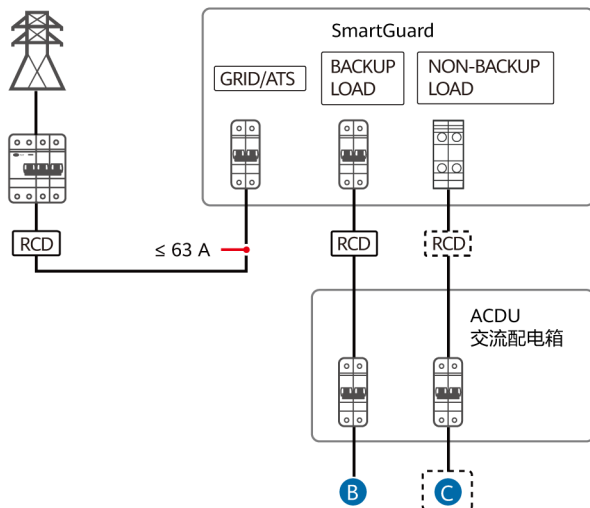 SmartGuard
GRID/ATS
BACKUP
LOAD
NON-BACKUP
LOAD
RCD
≤ 63 A
RCD
RCD
ACDU
交流配电箱
B
C